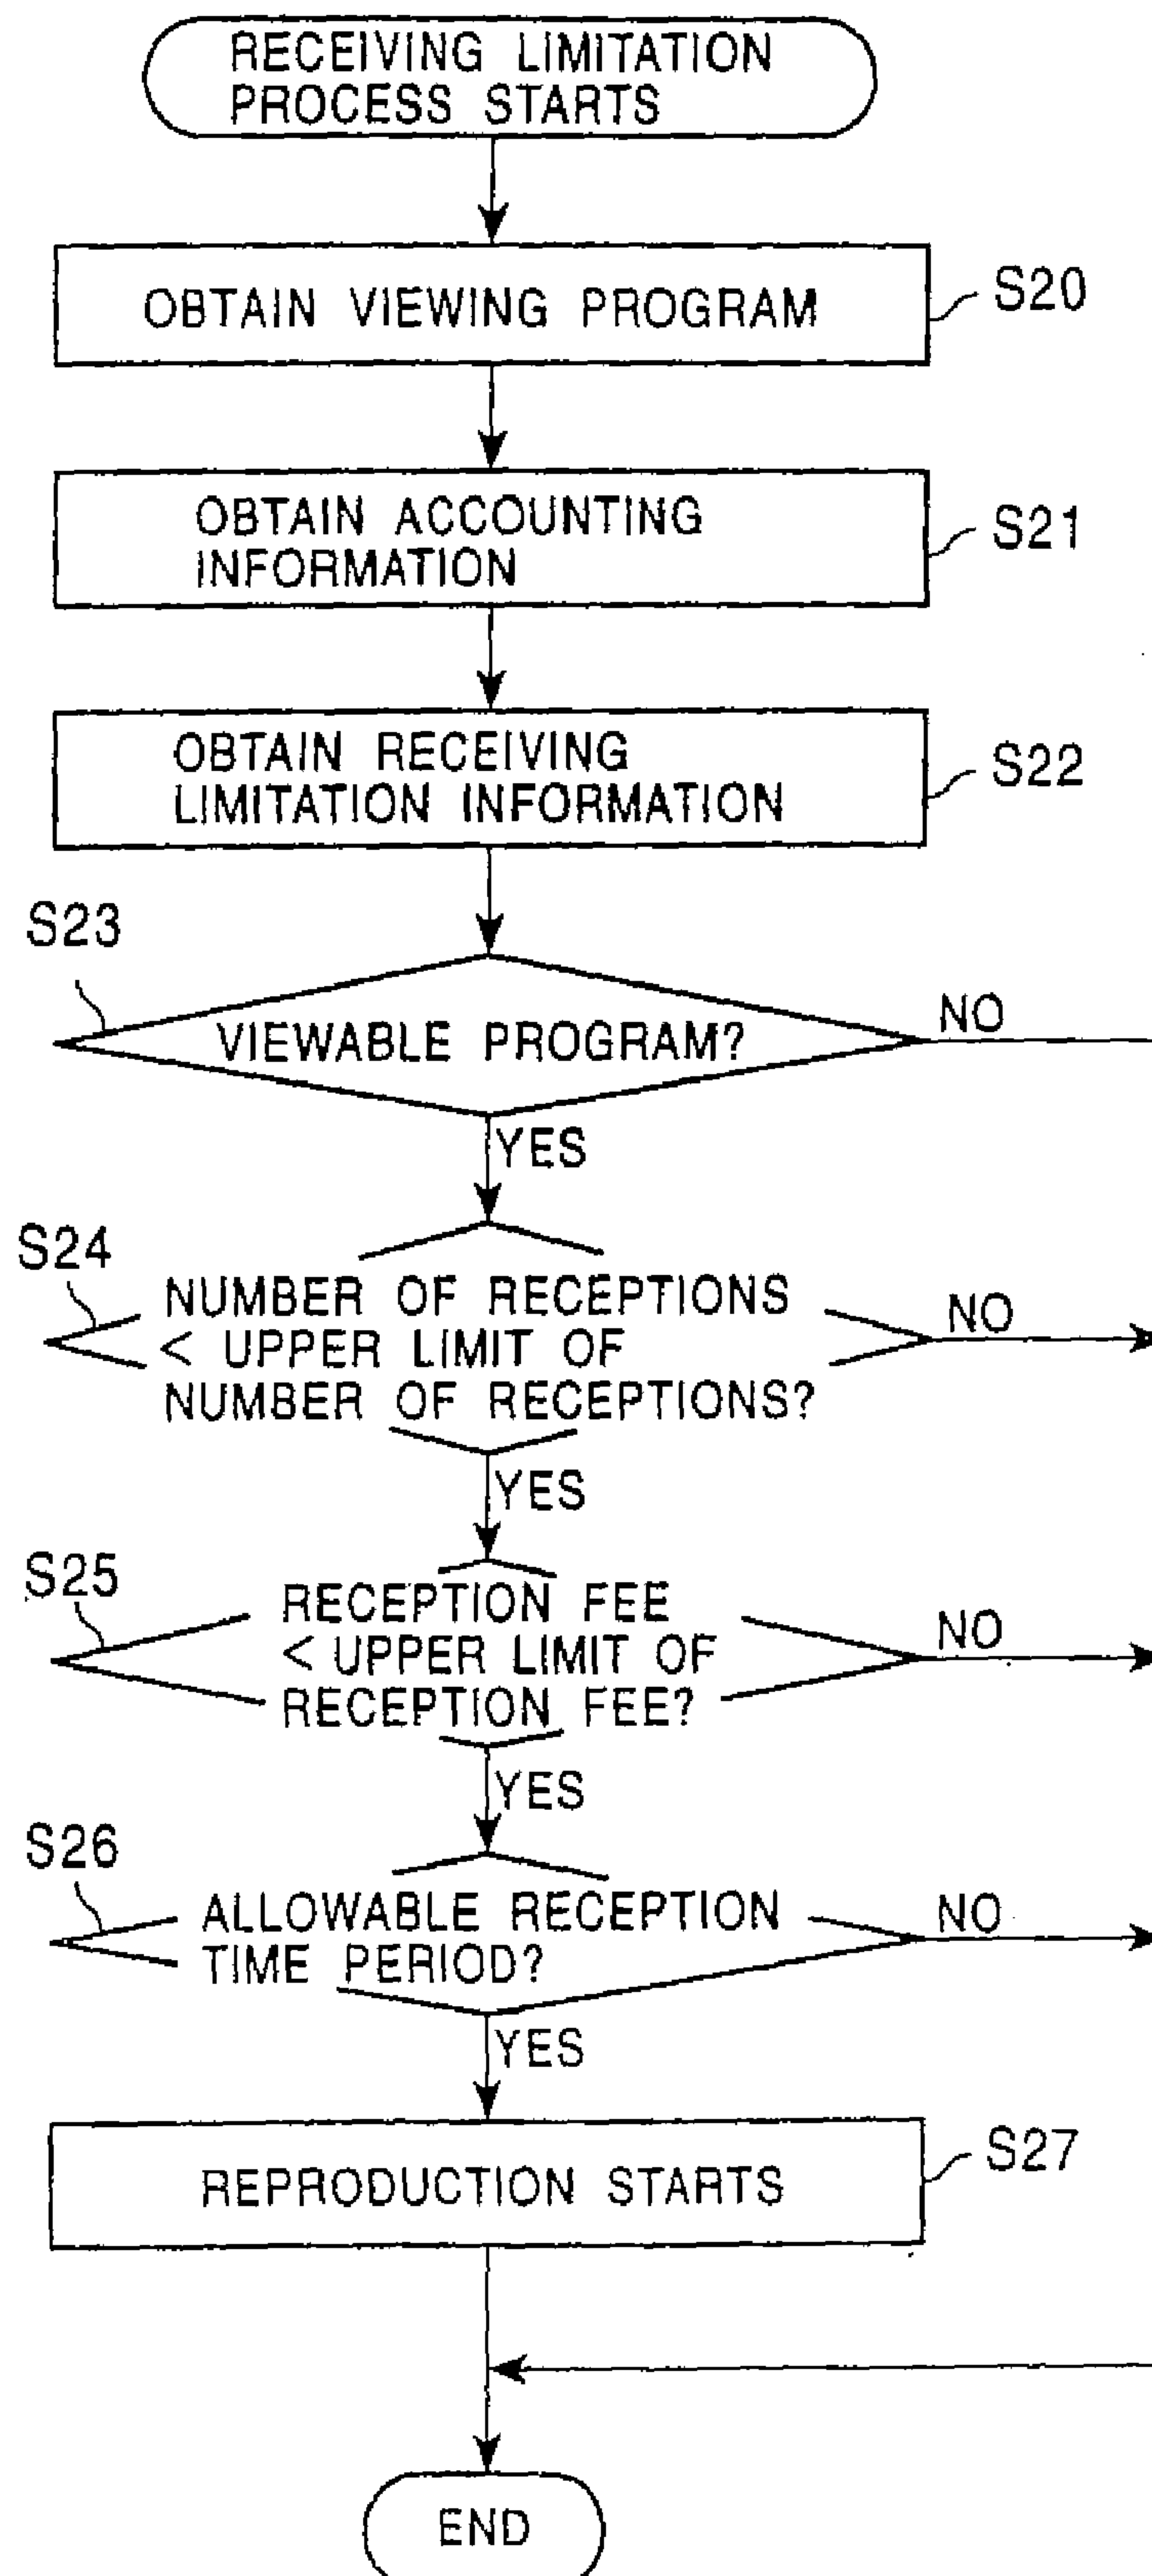 RECEIVING LIMITATION
PROCESS STARTS
OBTAIN VIEWING PROGRAM
S20
OBTAIN ACCOUNTING
INFORMATION
S21
OBTAIN RECEIVING
LIMITATION INFORMATION
S22
S23
VIEWABLE PROGRAM?
NO
YES
S24
NUMBER OF RECEPTIONS
< UPPER LIMIT OF
NUMBER OF RECEPTIONS?
NO
YES
S25
RECEPTION FEE
< UPPER LIMIT OF
RECEPTION FEE?
NO
YES
S26
ALLOWABLE RECEPTION
TIME PERIOD?
NO
YES
REPRODUCTION STARTS
S27
END